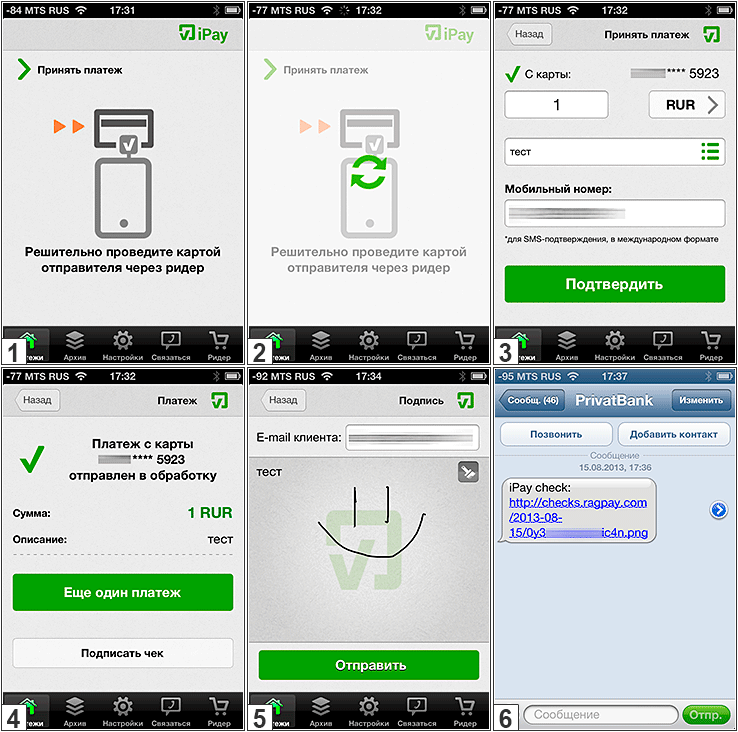 -84 MTS RUS 17:31
iPay
Принять платеж
Решительно проведите картой
отправителя через ридер
1
тежи Архив Настройки Связаться Ридер
-77 MTS RUS 17:32
iPay
Принять платеж
Решительно проведите картой
отправителя через ридер
2
тежи Архив Настройки Связаться Ридер
-77 MTS RUS 17:32
Назад Принять платеж
С карты: **** 5923
1 RUR
тест
Мобильный номер:
*для SMS-подтверждения, в международном формате
Подтвердить
3
тежи Архив Настройки Связаться Ридер
-77 MTS RUS 17:32
Назад Платеж
Платеж с карты
**** 5923
отправлен в обработку
Сумма: 1 RUR
Описание: тест
Еще один платеж
Подписать чек
4
тежи Архив Настройки Связаться Ридер
-92 MTS RUS 17:34
Назад Подпись
E-mail клиента:
тест
Отправить
5
тежи Архив Настройки Связаться Ридер
-95 MTS RUS 17:37
Сообщ. (46) PrivatBank Изменить
Позвонить Добавить контакт
Сообщение
15.08.2013, 17:36
iPay check:
http://checks.ragpay.com
/2013-08-
15/0y3 ic4n.png
6
Сообщение Отпр.